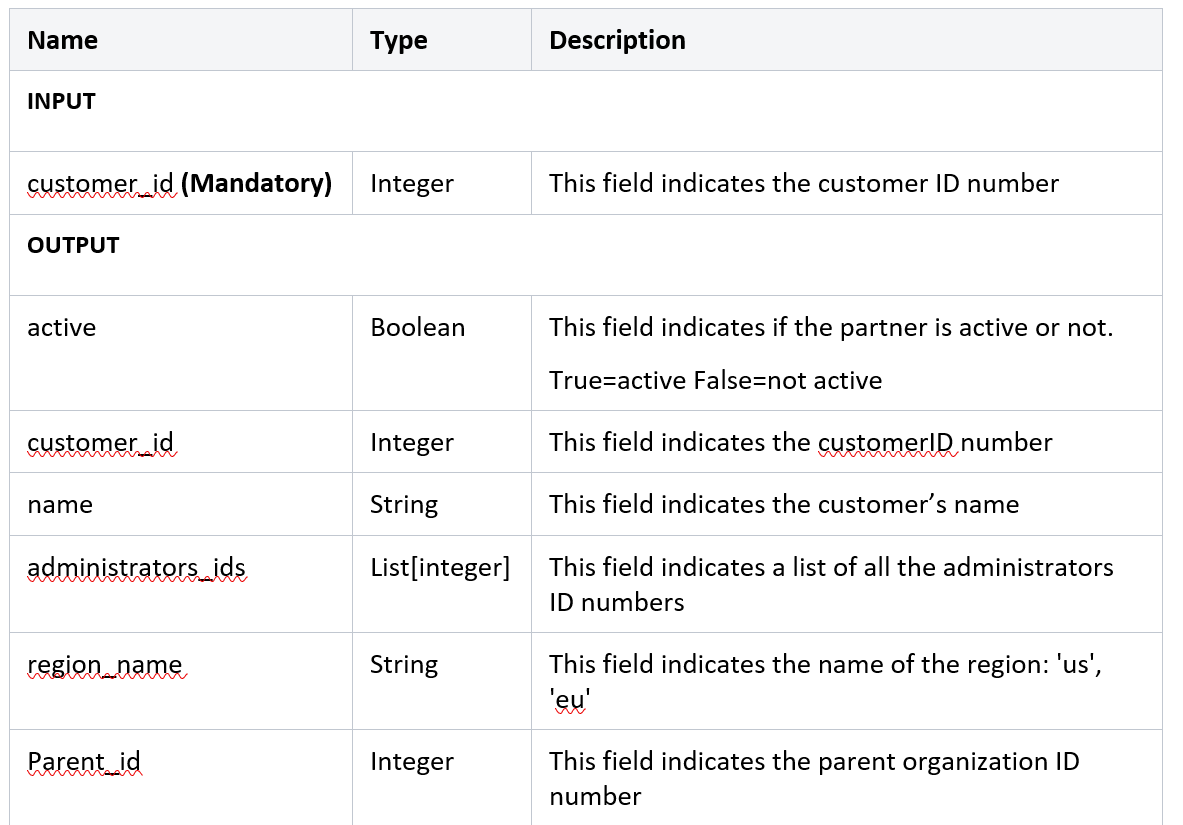 Name Type Description
INPUT
customer_id (Mandatory) Integer This field indicates the customer ID number
OUTPUT
active Boolean This field indicates if the partner is active or not.
True=active False=not active
customer_id Integer This field indicates the customerID number
name String This field indicates the customer’s name
administrators_ids List[integer] This field indicates a list of all the administrators
ID numbers
region_name String This field indicates the name of the region: 'us',
'eu'
Parent_id Integer This field indicates the parent organization ID
number